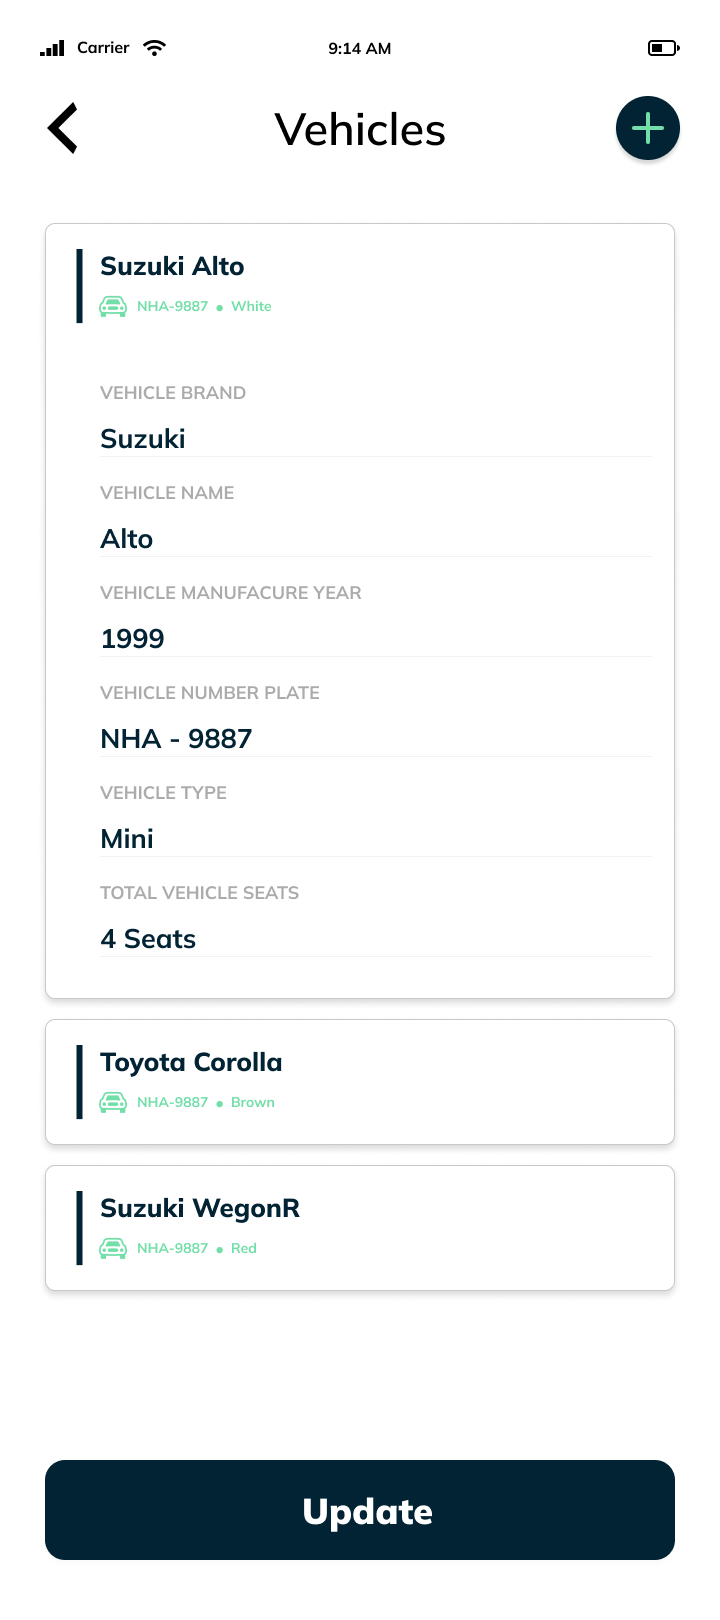 Carrier
9:14 AM
Vehicles
Suzuki Alto
NHA-9887 ● White
VEHICLE BRAND
Suzuki
VEHICLE NAME
Alto
VEHICLE MANUFACURE YEAR
1999
VEHICLE NUMBER PLATE
NHA - 9887
VEHICLE TYPE
Mini
TOTAL VEHICLE SEATS
4 Seats
Toyota Corolla
NHA-9887 ● Brown
Suzuki WegonR
NHA-9887 ● Red
Update